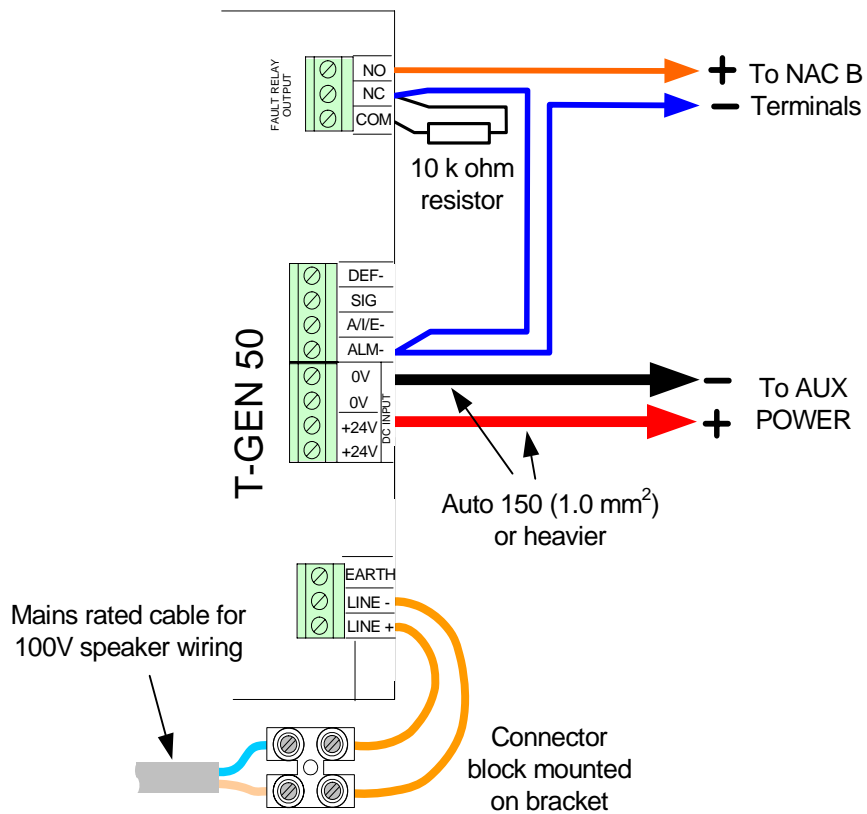 FAULT RELAY
OUTPUT
NO
NC
COM
+ To NAC B
- Terminals
10 k ohm
resistor
T-GEN 50
DEF-
SIG
A/I/E-
ALM-
0V
0V
+24V
+24V
DC INPUT
- To AUX
+ POWER
Auto 150 (1.0 mm²)
or heavier
EARTH
LINE -
LINE +
Mains rated cable for
100V speaker wiring
Connector
block mounted
on bracket